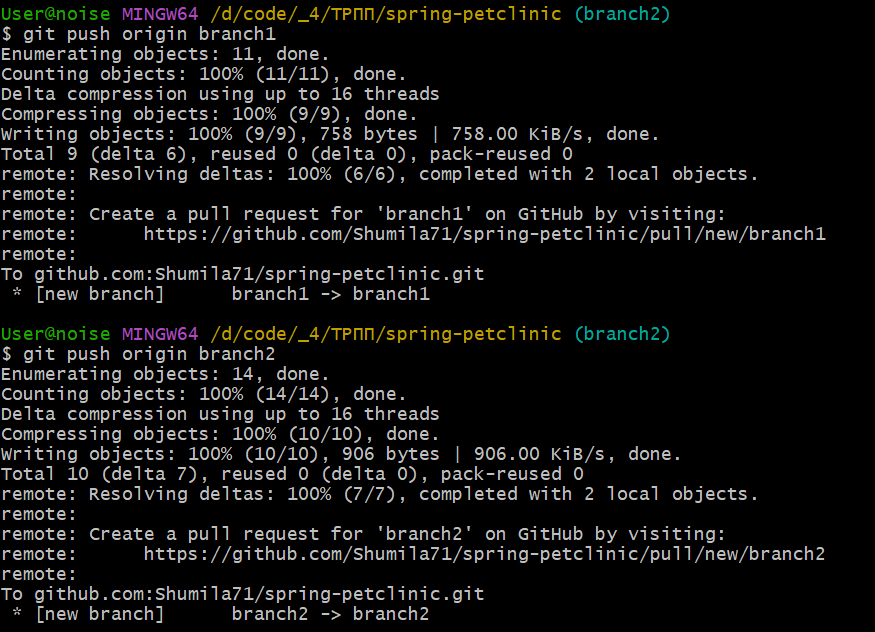 User@noise MINGW64 /d/code/_4/ТРПП/spring-petclinic (branch2)
$ git push origin branch1
Enumerating objects: 11, done.
Counting objects: 100% (11/11), done.
Delta compression using up to 16 threads
Compressing objects: 100% (9/9), done.
Writing objects: 100% (9/9), 758 bytes | 758.00 KiB/s, done.
Total 9 (delta 6), reused 0 (delta 0), pack-reused 0
remote: Resolving deltas: 100% (6/6), completed with 2 local objects.
remote:
remote: Create a pull request for 'branch1' on GitHub by visiting:
remote:      https://github.com/Shumila71/spring-petclinic/pull/new/branch1
remote:
To github.com:Shumila71/spring-petclinic.git
 * [new branch]      branch1 -> branch1

User@noise MINGW64 /d/code/_4/ТРПП/spring-petclinic (branch2)
$ git push origin branch2
Enumerating objects: 14, done.
Counting objects: 100% (14/14), done.
Delta compression using up to 16 threads
Compressing objects: 100% (10/10), done.
Writing objects: 100% (10/10), 906 bytes | 906.00 KiB/s, done.
Total 10 (delta 7), reused 0 (delta 0), pack-reused 0
remote: Resolving deltas: 100% (7/7), completed with 2 local objects.
remote:
remote: Create a pull request for 'branch2' on GitHub by visiting:
remote:      https://github.com/Shumila71/spring-petclinic/pull/new/branch2
remote:
To github.com:Shumila71/spring-petclinic.git
 * [new branch]      branch2 -> branch2